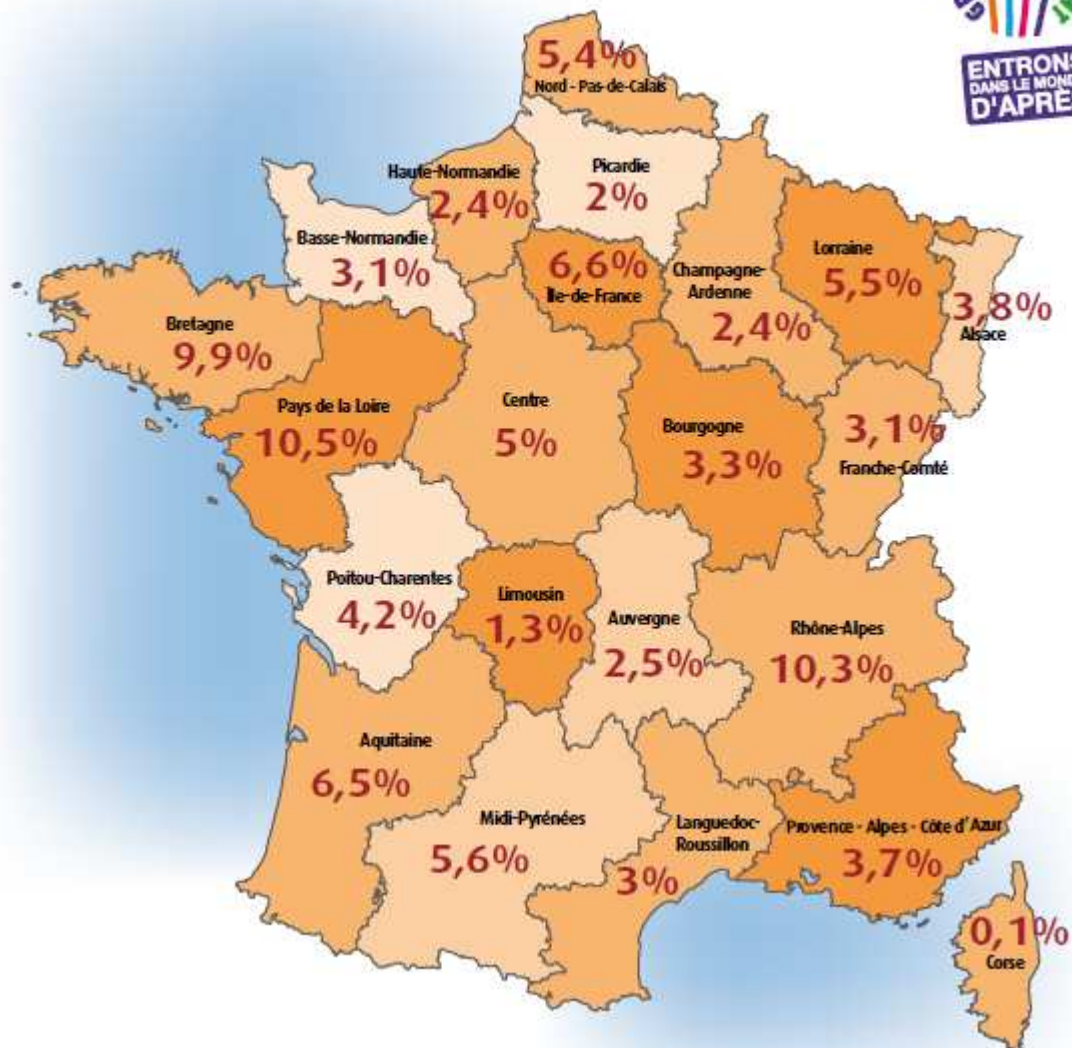 ENTRONS
DANS LE MONDE
D'APRÈS
5,4%
Nord - Pas-de-Calais
Picardie
2%
Haute-Normandie
2,4%
Basse-Normandie
3,1%
6,6%
Île-de-France
Champagne-
Ardenne
2,4%
Lorraine
5,5%
3,8%
Alsace
Bretagne
9,9%
Pays de la Loire
10,5%
Centre
5%
Bourgogne
3,3%
3,1%
Franche-Comté
Poitou-Charentes
4,2%
Limousin
1,3%
Auvergne
2,5%
Rhône-Alpes
10,3%
Aquitaine
6,5%
Midi-Pyrénées
5,6%
Languedoc-
Roussillon
3%
Provence - Alpes - Côte d'Azur
3,7%
0,1%
Corse